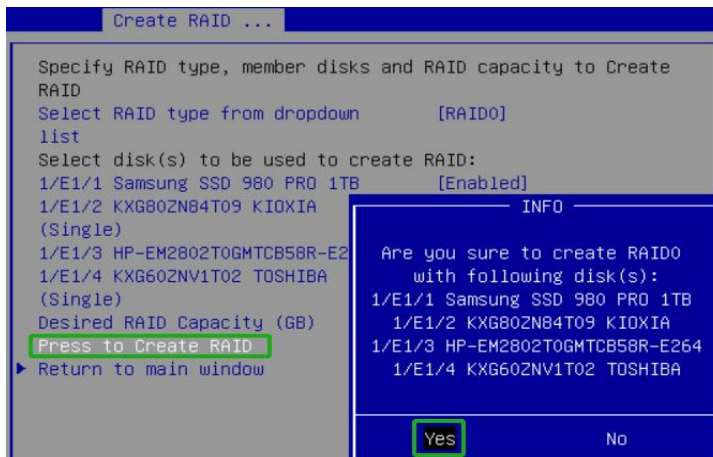 Create RAID ...
Specify RAID type, member disks and RAID capacity to Create
RAID
Select RAID type from dropdown [RAID0]
list
Select disk(s) to be used to create RAID:
1/E1/1 Samsung SSD 980 PRO 1TB [Enabled]
1/E1/2 KXG80ZN84T09 KIOXIA
(Single)
1/E1/3 HP-EM2802TOGMTCB58R-E2
1/E1/4 KXG60ZNV1T02 TOSHIBA
(Single)
Desired RAID Capacity (GB)
Press to Create RAID
Return to main window
INFO
Are you sure to create RAID0
with following disk(s):
1/E1/1 Samsung SSD 980 PRO 1TB
1/E1/2 KXG80ZN84T09 KIOXIA
1/E1/3 HP-EM2802TOGMTCB58R-E264
1/E1/4 KXG60ZNV1T02 TOSHIBA
Yes No